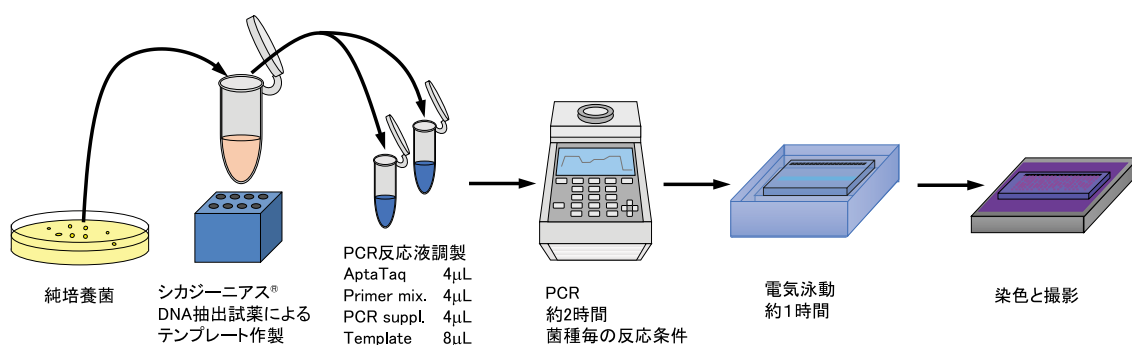 純培養菌
シカジーニアス®
DNA抽出試薬による
テンプレート作製
PCR反応液調製
AptaTaq 4μL
Primer mix. 4μL
PCR suppl. 4μL
Template 8μL
PCR
約2時間
菌種毎の反応条件
電気泳動
約1時間
染色と撮影